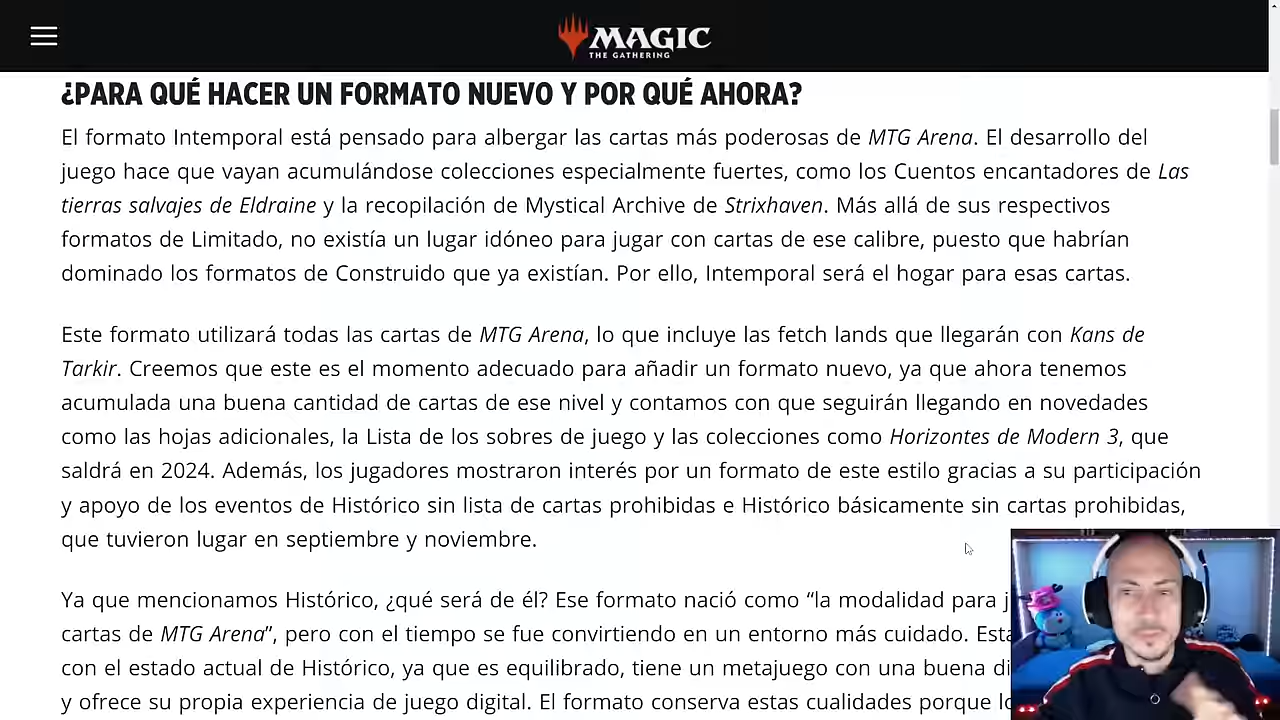 MAGIC
THE GATHERING
¿PARA QUÉ HACER UN FORMATO NUEVO Y POR QUÉ AHORA?
El formato Intemporal está pensado para albergar las cartas más poderosas de MTG Arena. El desarrollo del
juego hace que vayan acumulándose colecciones especialmente fuertes, como los Cuentos encantadores de Las
tierras salvajes de Eldraine y la recopilación de Mystical Archive de Strixhaven. Más allá de sus respectivos
formatos de Limitado, no existía un lugar idóneo para jugar con cartas de ese calibre, puesto que habrían
dominado los formatos de Construido que ya existían. Por ello, Intemporal será el hogar para esas cartas.
Este formato utilizará todas las cartas de MTG Arena, lo que incluye las fetch lands que llegarán con Kans de
Tarkir. Creemos que este es el momento adecuado para añadir un formato nuevo, ya que ahora tenemos
acumulada una buena cantidad de cartas de ese nivel y contamos con que seguirán llegando en novedades
como las hojas adicionales, la Lista de los sobres de juego y las colecciones como Horizontes de Modern 3, que
saldrá en 2024. Además, los jugadores mostraron interés por un formato de este estilo gracias a su participación
y apoyo de los eventos de Histórico sin lista de cartas prohibidas e Histórico básicamente sin cartas prohibidas,
que tuvieron lugar en septiembre y noviembre.
Ya que mencionamos Histórico, ¿qué será de él? Ese formato nació como “la modalidad para
cartas de MTG Arena”, pero con el tiempo se fue convirtiendo en un entorno más cuidado.
con el estado actual de Histórico, ya que es equilibrado, tiene un metajuego con una buena
y ofrece su propia experiencia de juego digital. El formato conserva estas cualidades porque